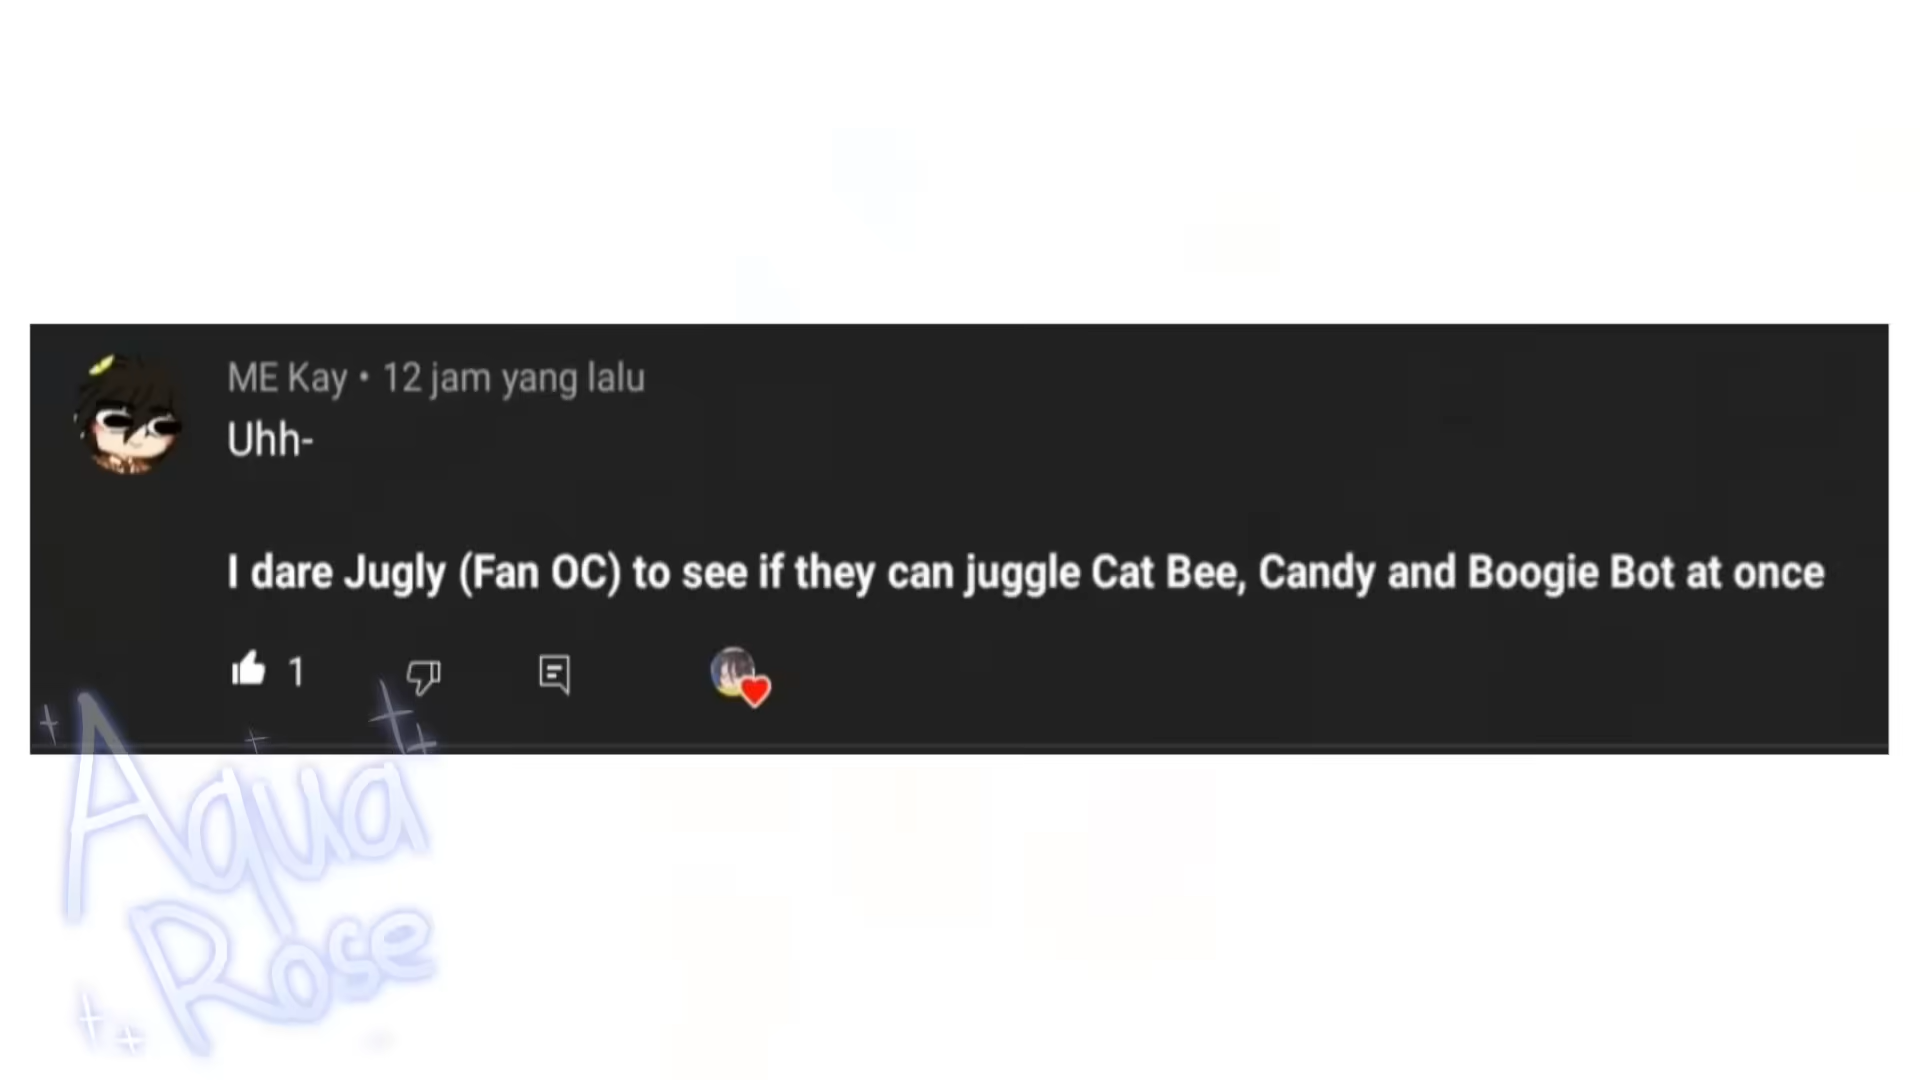 ME Kay • 12 jam yang lalu
Uhh-
I dare Jugly (Fan OC) to see if they can juggle Cat Bee, Candy and Boogie Bot at once
1
Aqua
Rose